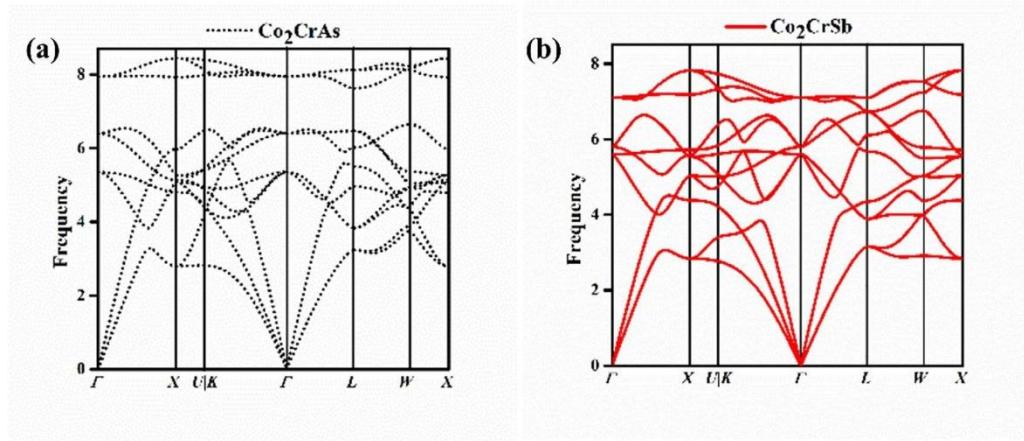 (a)
Co2CrAs
Frequency
8
6
4
2
0
Γ X U|K Γ L W X
(b)
Co2CrSb
Frequency
8
6
4
2
0
Γ X U|K Γ L W X